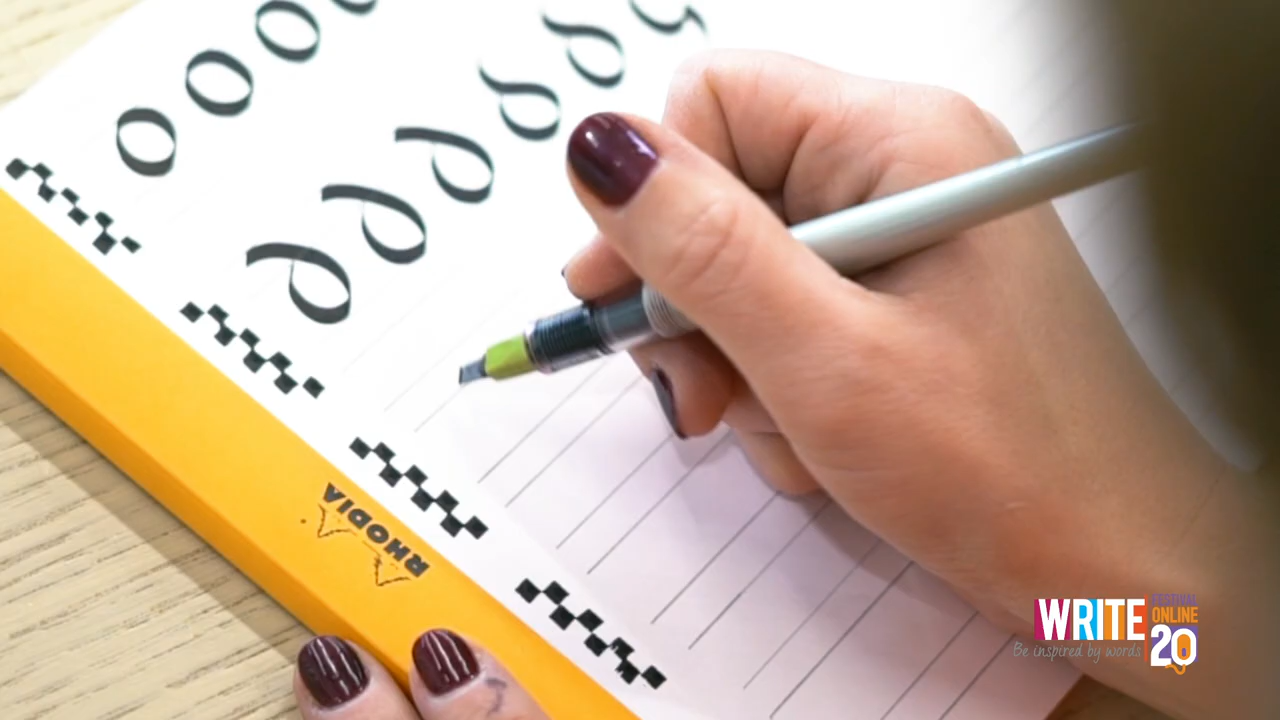 o o o
RHODIA
WRITE FESTIVAL
ONLINE
20
Be inspired by words